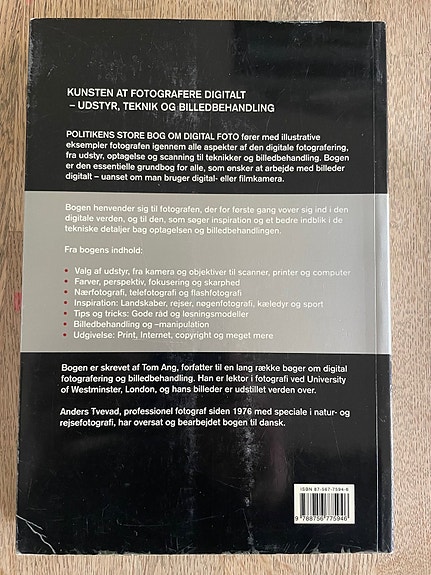 KUNSTEN AT FOTOGRAFERE DIGITALT
– UDSTYR, TEKNIK OG BILLEDBEHANDLING
POLITIKENS STORE BOG OM DIGITAL FOTO fører med illustrative
eksempler fotografen igennem alle aspekter af den digitale fotografering,
fra udstyr, optagelse og scanning til teknikker og billedbehandling. Bogen
er den essentielle grundbog for alle, som ønsker at arbejde med billeder
digitalt – uanset om man bruger digital- eller filmkamera.
Bogen henvender sig til fotografen, der for første gang vover sig ind i den
digitale verden, og til den, som søger inspiration og et bedre indblik i de
tekniske detaljer bag optagelsen og billedbehandlingen.
Fra bogens indhold:
• Valg af udstyr, fra kamera og objektiver til scanner, printer og computer
• Farver, perspektiv, fokusering og skarphed
• Nærfotografi, telefotografi og flashfotografi
• Inspiration: Landskaber, rejser, nøgenfotografi, kæledyr og sport
• Tips og tricks: Gode råd og løsningsmodeller
• Billedbehandling og –manipulation
• Udgivelse: Print, Internet, copyright og meget mere
Bogen er skrevet af Tom Ang, forfatter til en lang række bøger om digital
fotografering og billedbehandling. Han er lektor i fotografi ved University
of Westminster, London, og hans billeder er udstillet verden over.
Anders Tvevad, professionel fotograf siden 1976 med speciale i natur- og
rejsefotografi, har oversat og bearbejdet bogen til dansk.
ISBN 87-567-7594-6
9 788756 775946